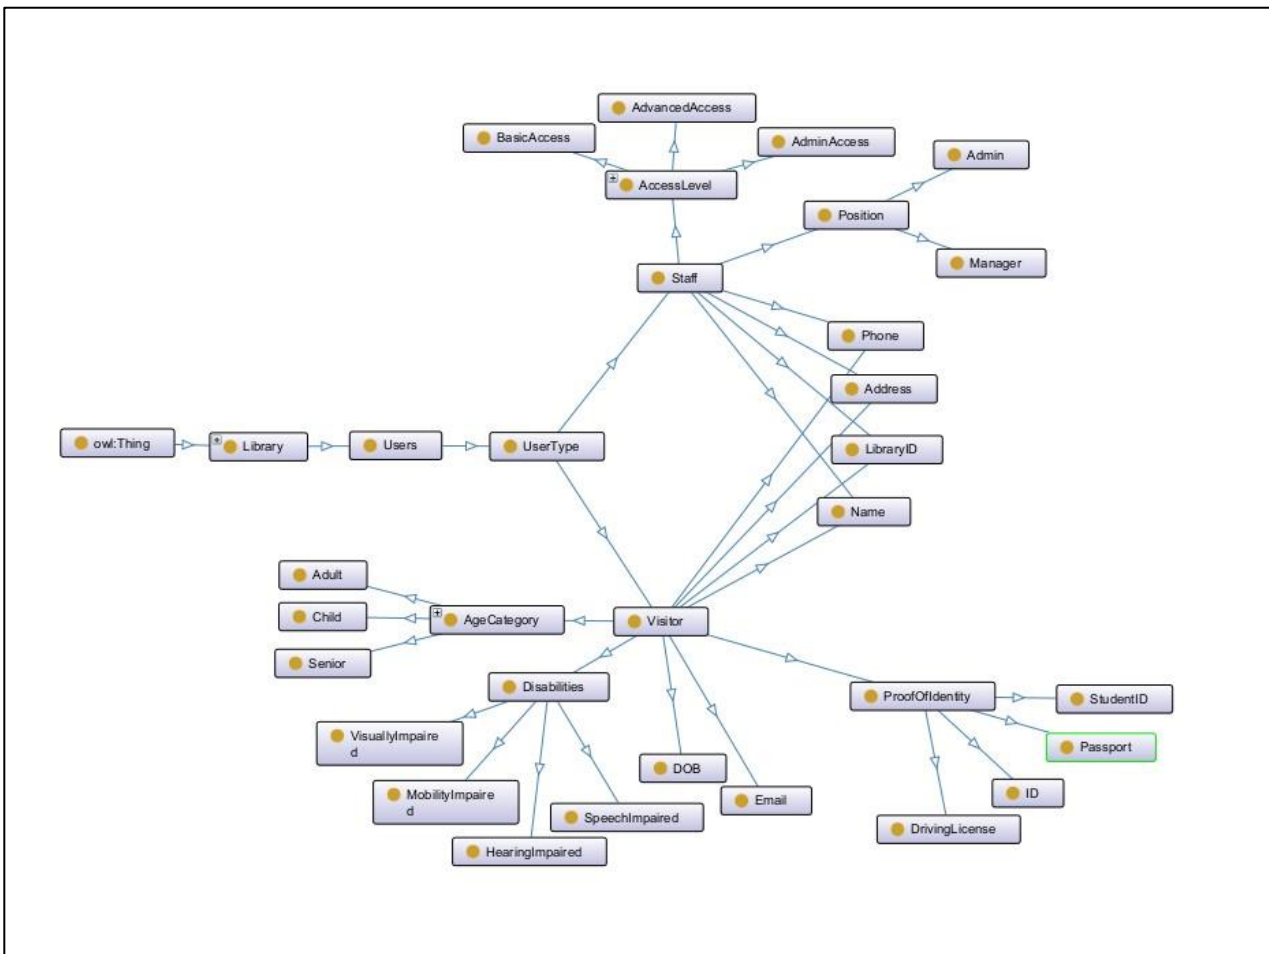 AdvancedAccess
BasicAccess
AdminAccess
Admin
AccessLevel
Position
Manager
Staff
Phone
Address
LibraryID
Name
owl:Thing
Library
Users
UserType
Adult
Child
AgeCategory
Visitor
Senior
Disabilities
ProofOfIdentity
StudentID
VisuallyImpaire
d
Passport
DOB
MobilityImpaire
d
Email
ID
SpeechImpaired
DrivingLicense
HearingImpaired